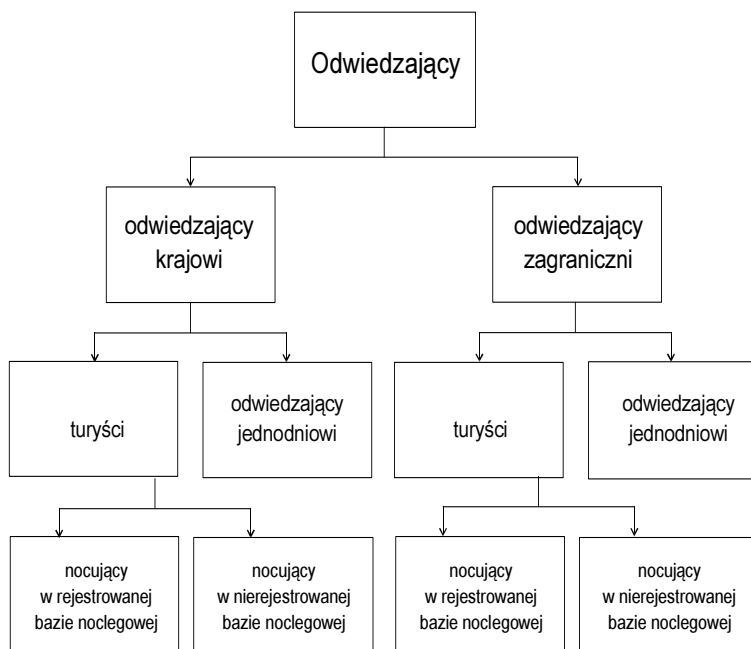 Odwiedzający
odwiedzający
krajowi
odwiedzający
zagraniczni
turyści
odwiedzający
jednodniowi
turyści
odwiedzający
jednodniowi
nocujący
w rejestrowanej
bazie noclegowej
nocujący
w nierejestrowanej
bazie noclegowej
nocujący
w rejestrowanej
bazie noclegowej
nocujący
w nierejestrowanej
bazie noclegowej